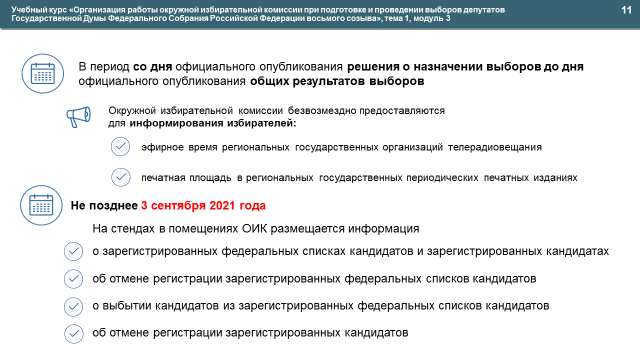 Учебный курс «Организация работы окружной избирательной комиссии при подготовке и проведении выборов депутатов
Государственной Думы Федерального Собрания Российской Федерации восьмого созыва», тема 1, модуль 3
11
В период со дня официального опубликования решения о назначении выборов до дня
официального опубликования общих результатов выборов
Окружной избирательной комиссии безвозмездно предоставляются
для информирования избирателей:
эфирное время региональных государственных организаций телерадиовещания
печатная площадь в региональных государственных периодических печатных изданиях
Не позднее 3 сентября 2021 года
На стендах в помещениях ОИК размещается информация
о зарегистрированных федеральных списках кандидатов и зарегистрированных кандидатах
об отмене регистрации зарегистрированных федеральных списков кандидатов
о выбытии кандидатов из зарегистрированных федеральных списков кандидатов
об отмене регистрации зарегистрированных кандидатов